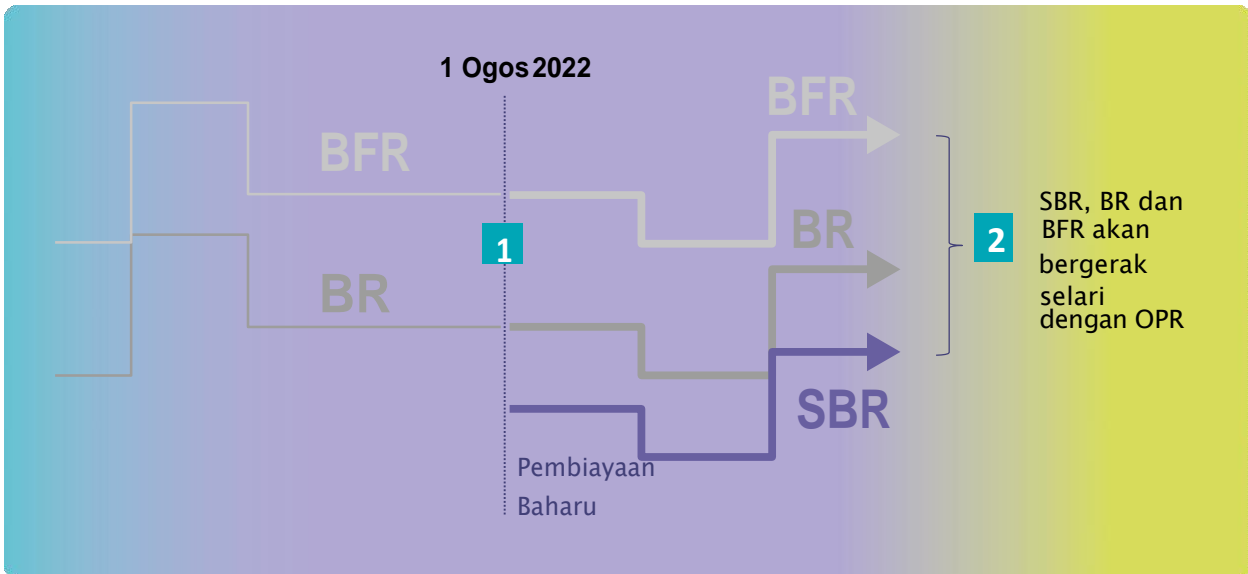 1 Ogos 2022
BFR
BFR
BR
BR
SBR
1
2
SBR, BR dan
BFR akan
bergerak
selari
dengan OPR
Pembiayaan
Baharu